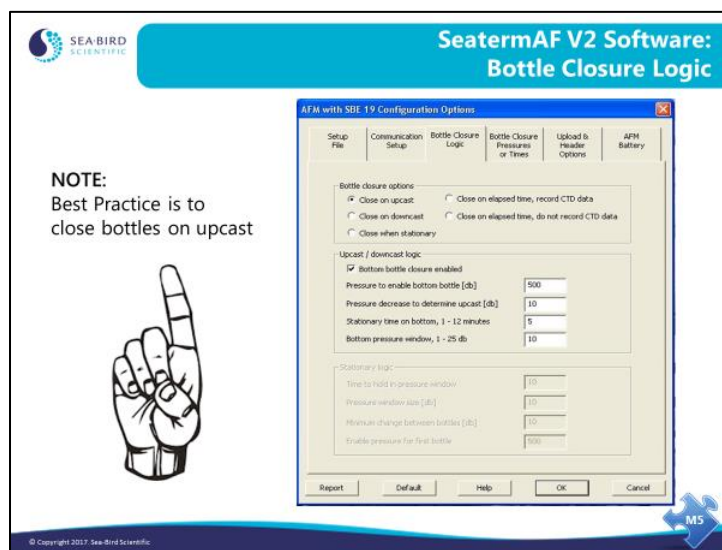 SEA·BIRD
SCIENTIFIC
SeatermAF V2 Software:
Bottle Closure Logic
NOTE:
Best Practice is to
close bottles on upcast
AFM with SBE 19 Configuration Options
Setup File
Communication Setup
Bottle Closure Logic
Bottle Closure Pressures or Times
Upload & Header Options
AFM Battery
Bottle closure options
Close on upcast
Close on elapsed time, record CTD data
Close on downcast
Close on elapsed time, do not record CTD data
Close when stationary
Upcast / downcast logic
Bottom bottle closure enabled
Pressure to enable bottom bottle [db] 500
Pressure decrease to determine upcast [db] 10
Stationary time on bottom, 1 - 12 minutes 5
Bottom pressure window, 1 - 25 db 10
Stationary logic
Time to hold in pressure window 10
Pressure window size [db] 10
Minimum change between bottles [db] 10
Enable pressure for first bottle 500
Report Default Help OK Cancel
M5
© Copyright 2017. Sea-Bird Scientific